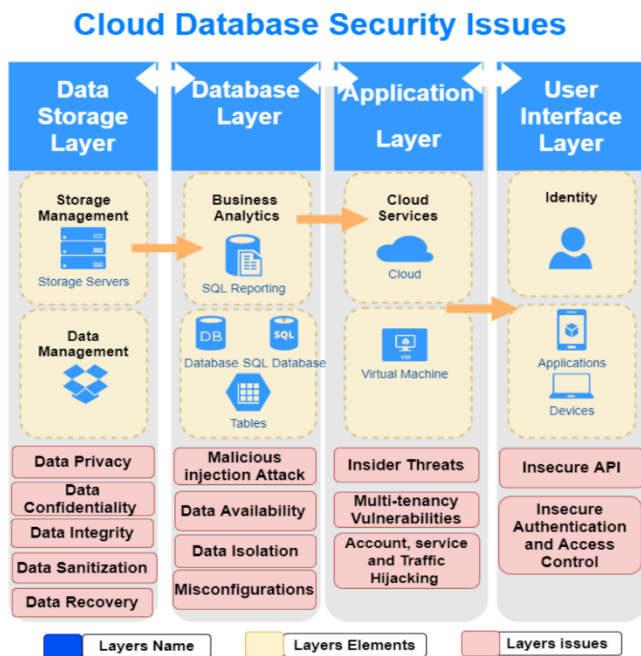 Cloud Database Security Issues
Data
Storage
Layer
Database
Layer
Application
Layer
User
Interface
Layer
Storage
Management
Storage Servers
Data
Management
Business
Analytics
SQL Reporting
DB
SQL
Database SQL Database
Tables
Cloud
Services
Cloud
VM
Virtual Machine
Identity
Applications
Devices
Data Privacy
Data
Confidentiality
Data Integrity
Data Sanitization
Data Recovery
Malicious
injection Attack
Data Availability
Data Isolation
Misconfigurations
Insider Threats
Multi-tenancy
Vulnerabilities
Account, service
and Traffic
Hijacking
Insecure API
Insecure
Authentication
and Access
Control
Layers Name
Layers Elements
Layers issues